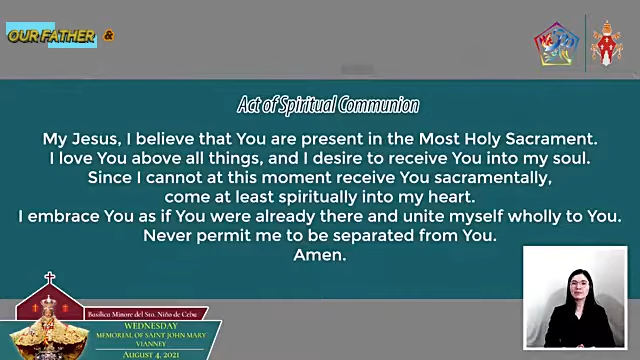 OUR FATHER &
Act of Spiritual Communion
My Jesus, I believe that You are present in the Most Holy Sacrament.
I love You above all things, and I desire to receive You into my soul.
Since I cannot at this moment receive You sacramentally,
come at least spiritually into my heart.
I embrace You as if You were already there and unite myself wholly to You.
Never permit me to be separated from You.
Amen.
Basilica Minore del Sto. Niño de Cebu
WEDNESDAY
MEMORIAL OF SAINT JOHN MARY
VIANNEY
AUGUST 4, 2021